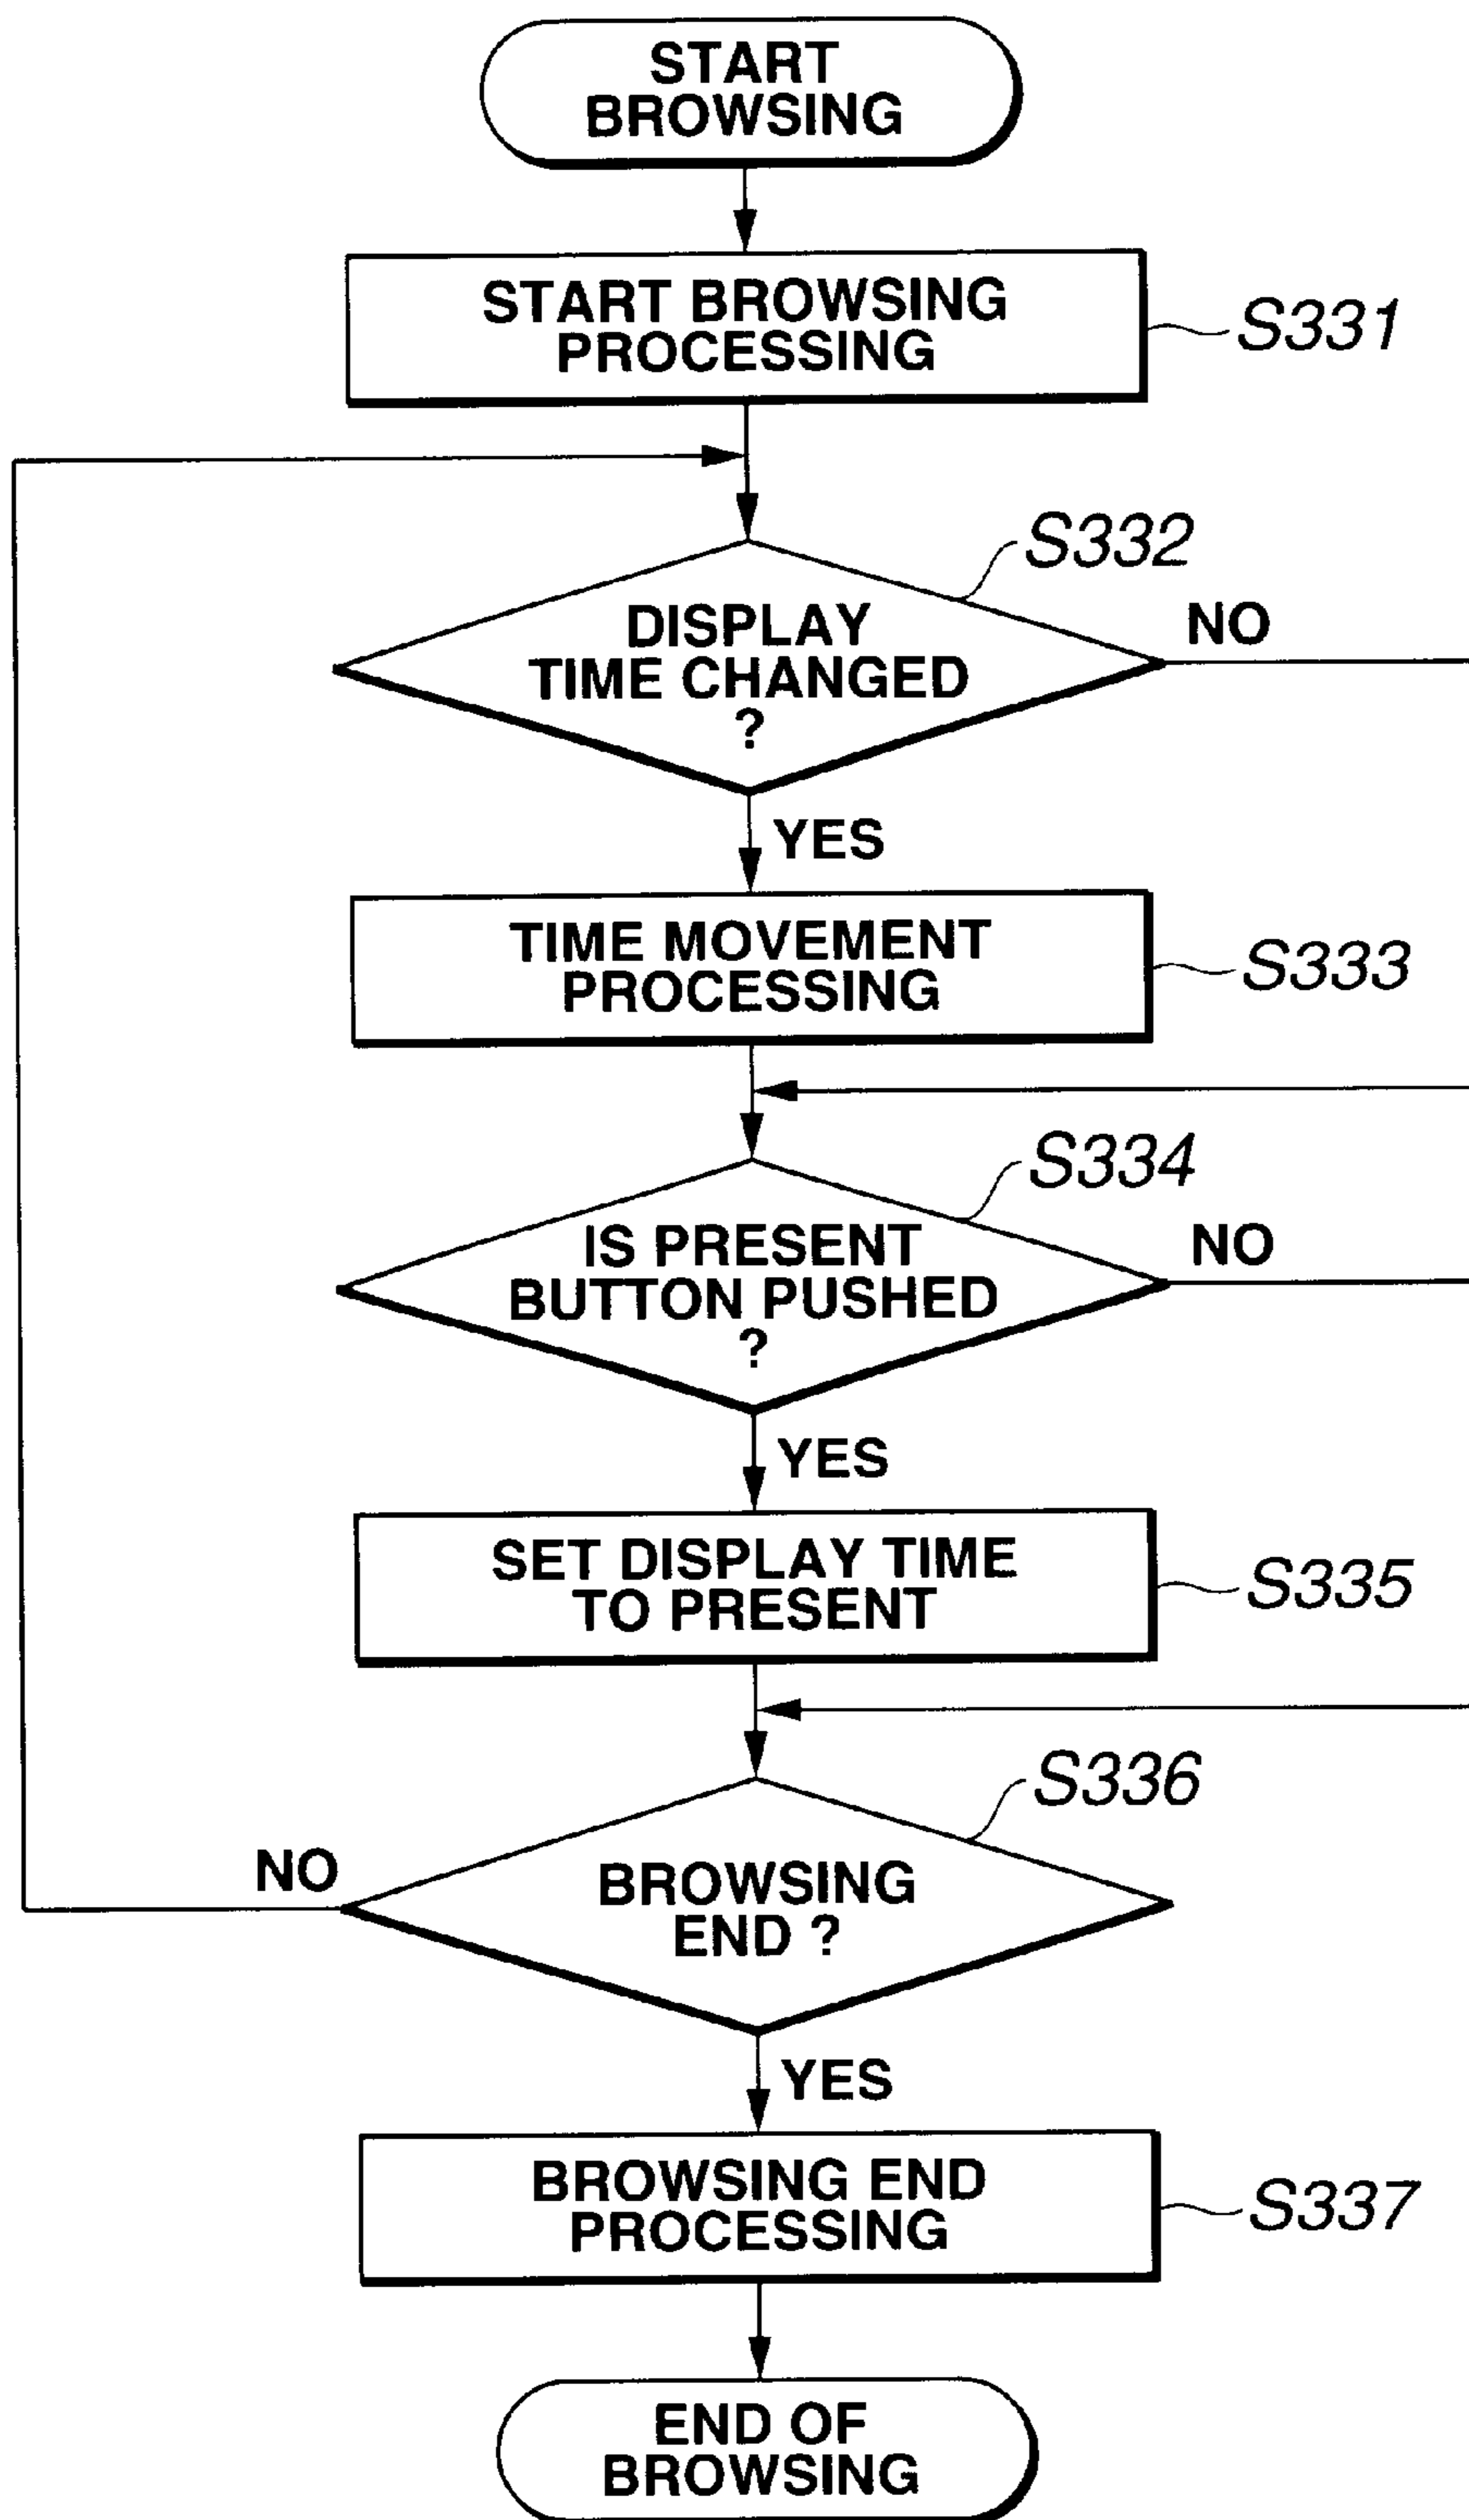 START
BROWSING
START BROWSING
PROCESSING
S331
S332
DISPLAY
TIME CHANGED
?
NO
YES
TIME MOVEMENT
PROCESSING
S333
S334
IS PRESENT
BUTTON PUSHED
?
NO
YES
SET DISPLAY TIME
TO PRESENT
S335
S336
NO
BROWSING
END ?
YES
BROWSING END
PROCESSING
S337
END OF
BROWSING